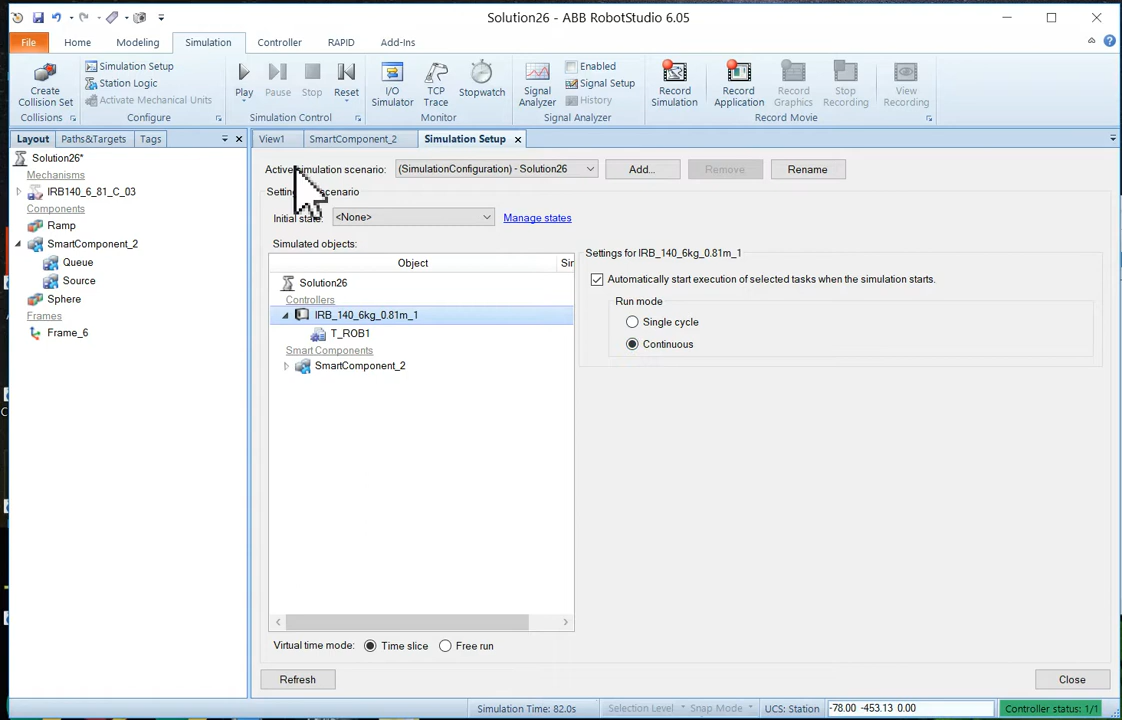 Solution26 - ABB RobotStudio 6.05
File Home Modeling Simulation Controller RAPID Add-Ins
Create Collision Set
Collisions
Simulation Setup
Station Logic
Activate Mechanical Units
Configure
Play
Pause
Stop
Reset
Simulation Control
I/O Simulator
TCP Trace
Stopwatch
Monitor
Signal Analyzer
Enabled
Signal Setup
History
Signal Analyzer
Record Simulation
Record Application
Record Graphics
Stop Recording
View Recording
Record Movie
Layout Paths&Targets Tags
Solution26*
Mechanisms
IRB140_6_81_C_03
Components
Ramp
SmartComponent_2
Queue
Source
Sphere
Frames
Frame_6
View1 SmartComponent_2 Simulation Setup
Active simulation scenario: (SimulationConfiguration) - Solution26 Add... Remove Rename
scenario
Initial state: <None> Manage states
Simulated objects:
Object
Solution26
Controllers
IRB_140_6kg_0.81m_1
T_ROB1
Smart Components
SmartComponent_2
Settings for IRB_140_6kg_0.81m_1
Automatically start execution of selected tasks when the simulation starts.
Run mode
Single cycle
Continuous
Virtual time mode: Time slice Free run
Refresh Close
Simulation Time: 82.0s Selection Level Snap Mode UCS: Station -78.00 -453.13 0.00 Controller status: 1/1